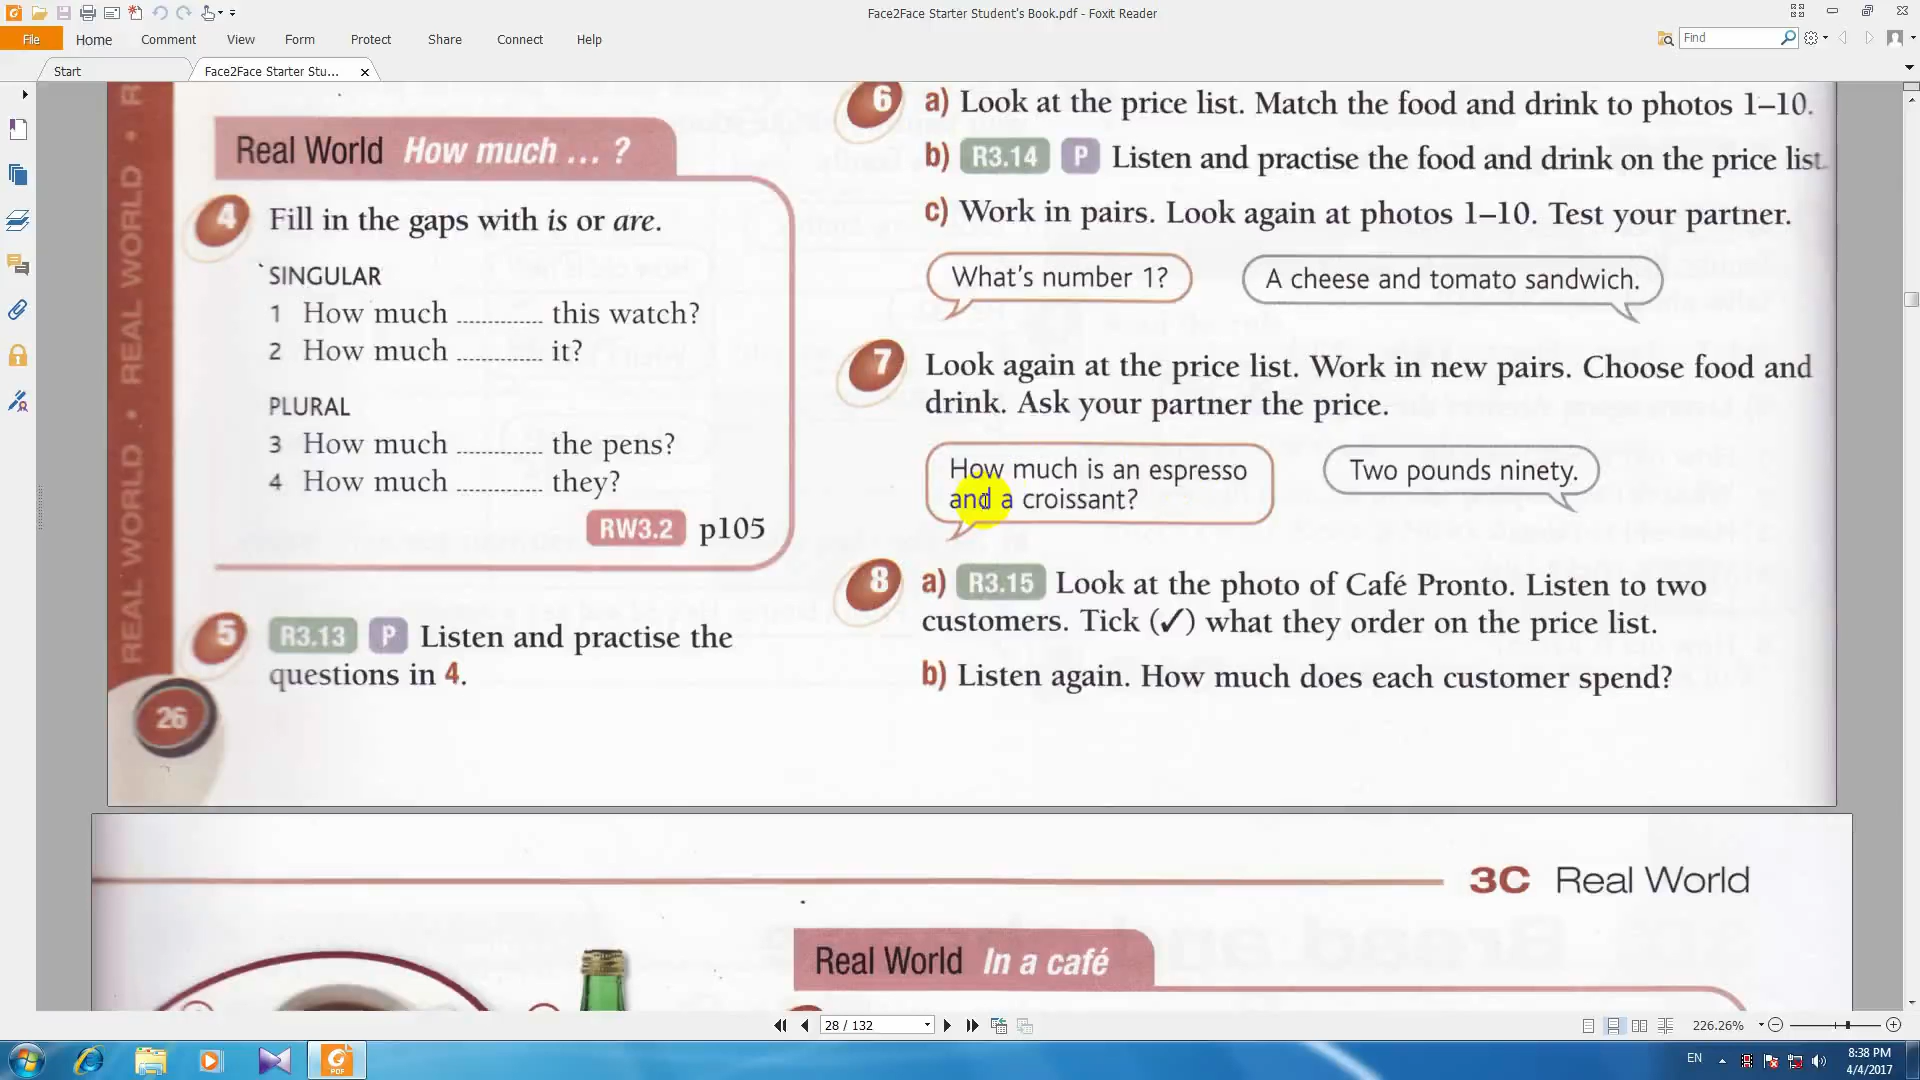 Face2Face Starter Student's Book.pdf - Foxit Reader
File
Home
Comment
View
Form
Protect
Share
Connect
Help
Find
Start
Face2Face Starter Stu...
REAL WORLD • REAL WORLD • R
Real World How much ... ?
4 Fill in the gaps with is or are.
SINGULAR
1 How much .......... this watch?
2 How much .......... it?
PLURAL
3 How much .......... the pens?
4 How much .......... they?
RW3.2 p105
5 R3.13 P Listen and practise the
questions in 4.
26
6 a) Look at the price list. Match the food and drink to photos 1–10.
b) R3.14 P Listen and practise the food and drink on the price list.
c) Work in pairs. Look again at photos 1–10. Test your partner.
What's number 1?
A cheese and tomato sandwich.
7 Look again at the price list. Work in new pairs. Choose food and
drink. Ask your partner the price.
How much is an espresso
and a croissant?
Two pounds ninety.
8 a) R3.15 Look at the photo of Café Pronto. Listen to two
customers. Tick (✓) what they order on the price list.
b) Listen again. How much does each customer spend?
3C Real World
Real World In a café
28 / 132
226.26%
PDF
EN
8:38 PM
4/4/2017